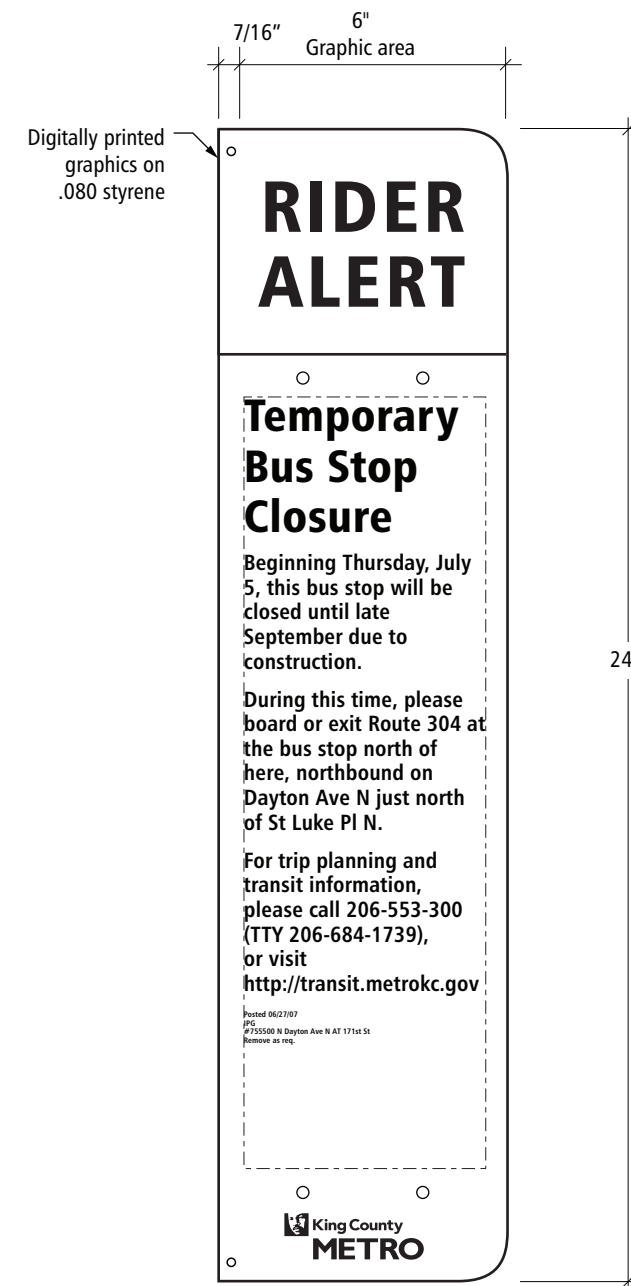 7/16”
6"
Graphic area
Digitally printed
graphics on
.080 styrene
RIDER
ALERT
Temporary
Bus Stop
Closure
Beginning Thursday, July
5, this bus stop will be
closed until late
September due to
construction.
During this time, please
board or exit Route 304 at
the bus stop north of
here, northbound on
Dayton Ave N just north
of St Luke Pl N.
For trip planning and
transit information,
please call 206-553-300
(TTY 206-684-1739),
or visit
http://transit.metrokc.gov
Posted 06/27/07
JPG
#755500 N Dayton Ave N AT 171st St
Remove as req.
24
King County
METRO